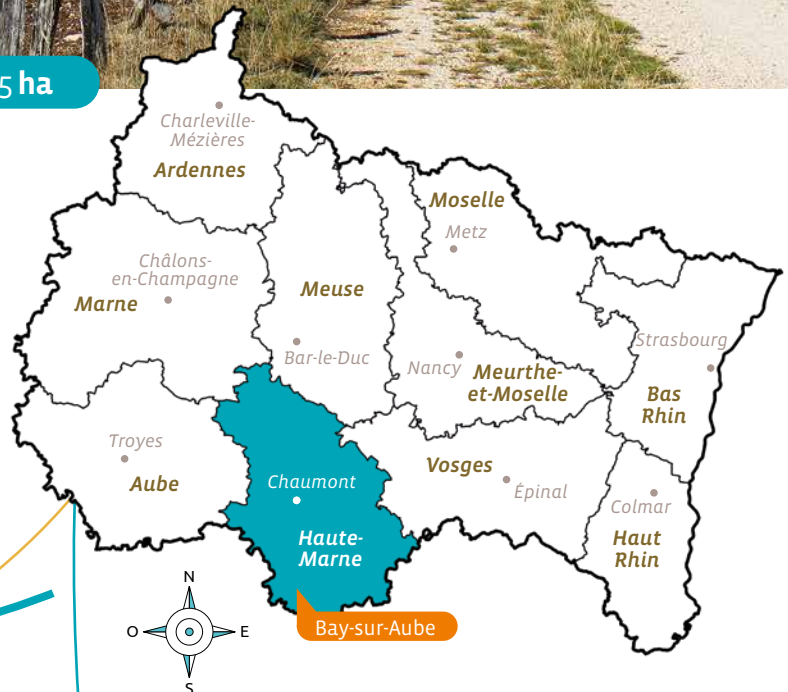 5 ha
Charleville-
Mézières
Ardennes
Moselle
Metz
Châlons-
en-Champagne
Marne
Meuse
Bar-le-Duc
Nancy
Meurthe-
et-Moselle
Strasbourg
Bas
Rhin
Troyes
Aube
Chaumont
Haute-
Marne
Vosges
Épinal
Colmar
Haut
Rhin
N
O
E
S
Bay-sur-Aube